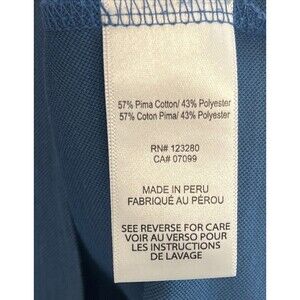 57% Pima Cotton/ 43% Polyester
57% Coton Pima/ 43% Polyester
RN# 123280
CA# 07099
MADE IN PERU
FABRIQUÉ AU PÉROU
SEE REVERSE FOR CARE
VOIR AU VERSO POUR
LES INSTRUCTIONS
DE LAVAGE